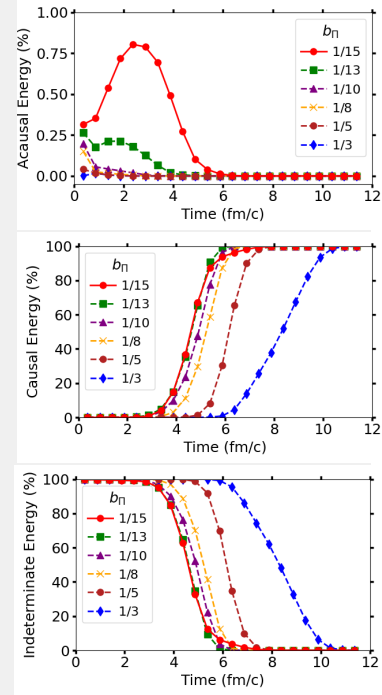 1.00
0.75
0.50
0.25
0.00
Acausal Energy (%)
b_Π
1/15
1/13
1/10
1/8
1/5
1/3
0 2 4 6 8 10 12
Time (fm/c)
100
80
60
40
20
0
Causal Energy (%)
b_Π
1/15
1/13
1/10
1/8
1/5
1/3
0 2 4 6 8 10 12
Time (fm/c)
100
80
60
40
20
0
Indeterminate Energy (%)
b_Π
1/15
1/13
1/10
1/8
1/5
1/3
0 2 4 6 8 10 12
Time (fm/c)